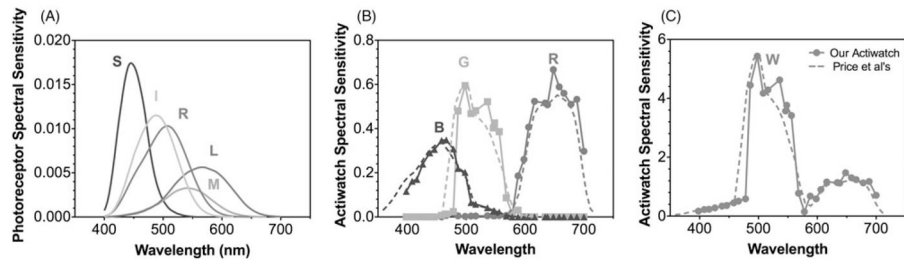 (A)
Photoreceptor Spectral Sensitivity
0.020
0.015
0.010
0.005
0.000
S
I
R
L
M
400 500 600 700
Wavelength (nm)
(B)
Actiwatch Spectral Sensitivity
0.8
0.6
0.4
0.2
0.0
B
G
R
400 500 600 700
Wavelength
(C)
Actiwatch Spectral Sensitivity
6
4
2
0
W
Our Actiwatch
Price et al's
400 500 600 700
Wavelength